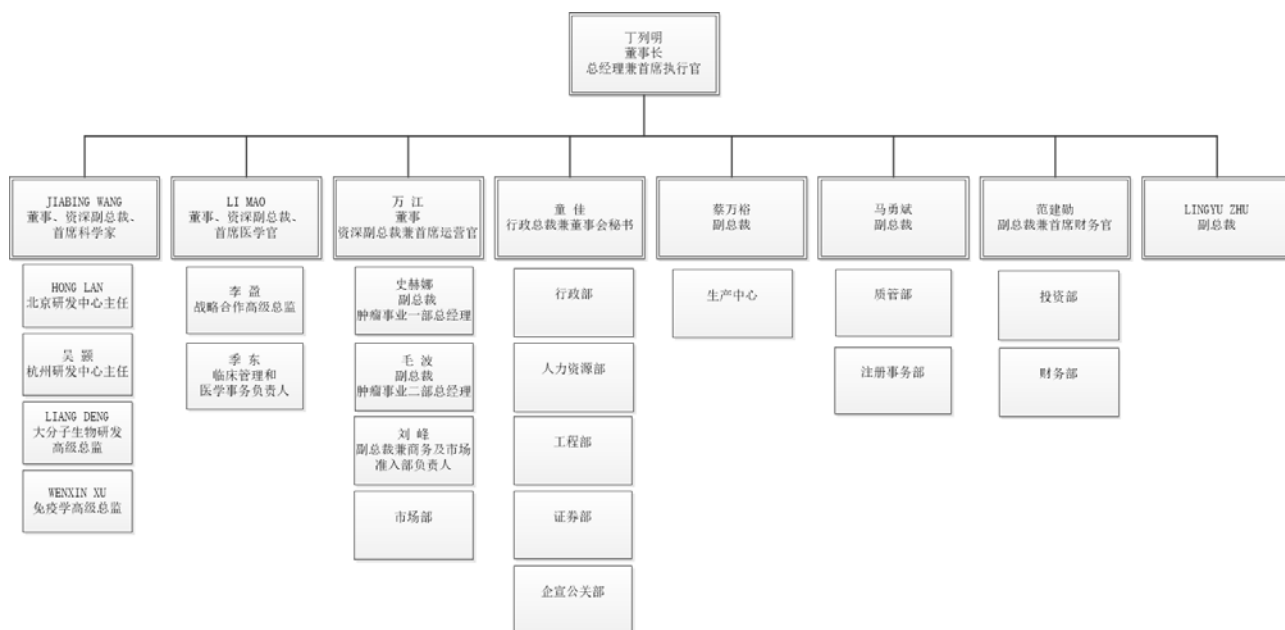 丁列明
董事长
总经理兼首席执行官
JIABING WANG
董事、资深副总裁、
首席科学家
LI MAO
董事、资深副总裁、
首席医学官
万 江
董事
资深副总裁兼首席运营官
童 佳
行政总裁兼董事会秘书
蔡万裕
副总裁
马勇斌
副总裁
范建勋
副总裁兼首席财务官
LINGYU ZHU
副总裁
HONG LAN
北京研发中心主任
吴 颢
杭州研发中心主任
LIANG DENG
大分子生物研发
高级总监
WENXIN XU
免疫学高级总监
李 盈
战略合作高级总监
季 东
临床管理和
医学事务负责人
史赫娜
副总裁
肿瘤事业一部总经理
毛 波
副总裁
肿瘤事业二部总经理
刘 峰
副总裁兼商务及市场
准入部负责人
市场部
行政部
人力资源部
工程部
证券部
企宣公关部
生产中心
质管部
注册事务部
投资部
财务部